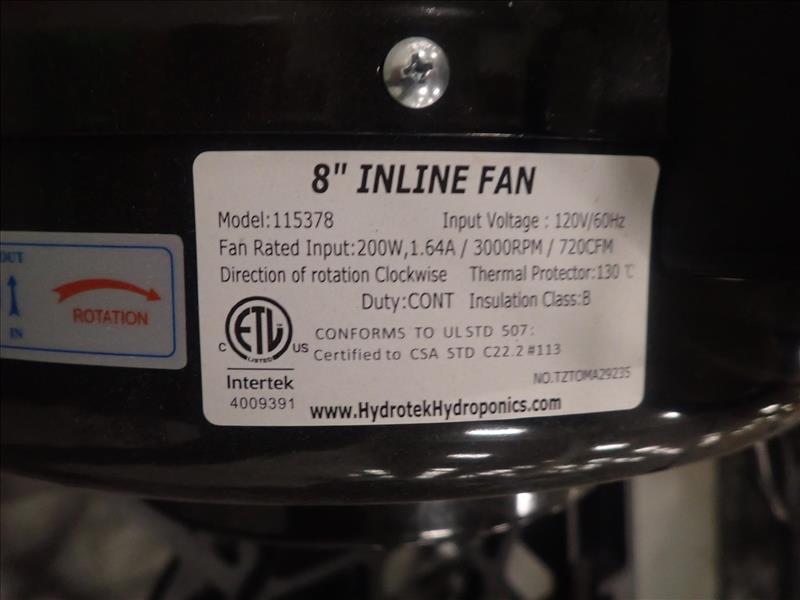 8" INLINE FAN
Model:115378 Input Voltage : 120V/60Hz
Fan Rated Input:200W,1.64A / 3000RPM / 720CFM
Direction of rotation Clockwise Thermal Protector:130 ℃
Duty:CONT Insulation Class:B
ETL LISTED
C US
CONFORMS TO ULSTD 507:
Certified to CSA STD C22.2 #113
Intertek
4009391
NO.TZTOMA29235
www.HydrotekHydroponics.com
OUT
ROTATION
IN